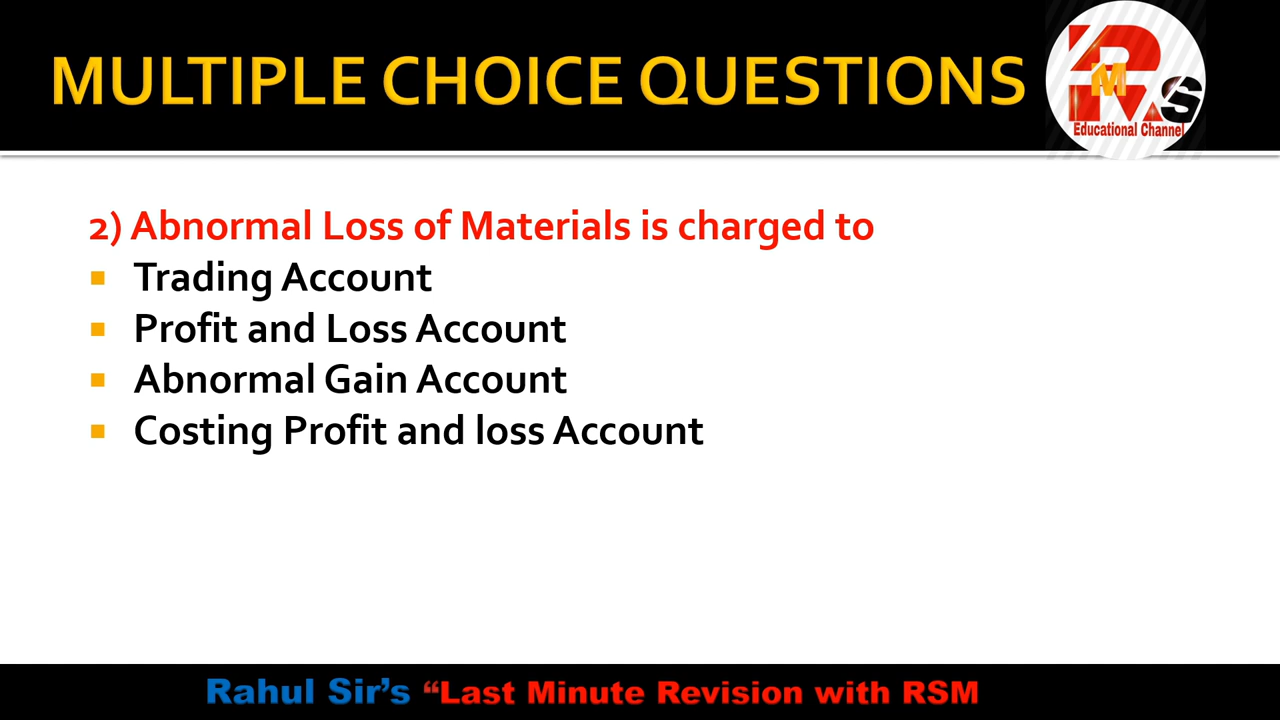 MULTIPLE CHOICE QUESTIONS
RMS
Educational Channel
2) Abnormal Loss of Materials is charged to
Trading Account
Profit and Loss Account
Abnormal Gain Account
Costing Profit and loss Account
Rahul Sir's “Last Minute Revision with RSM